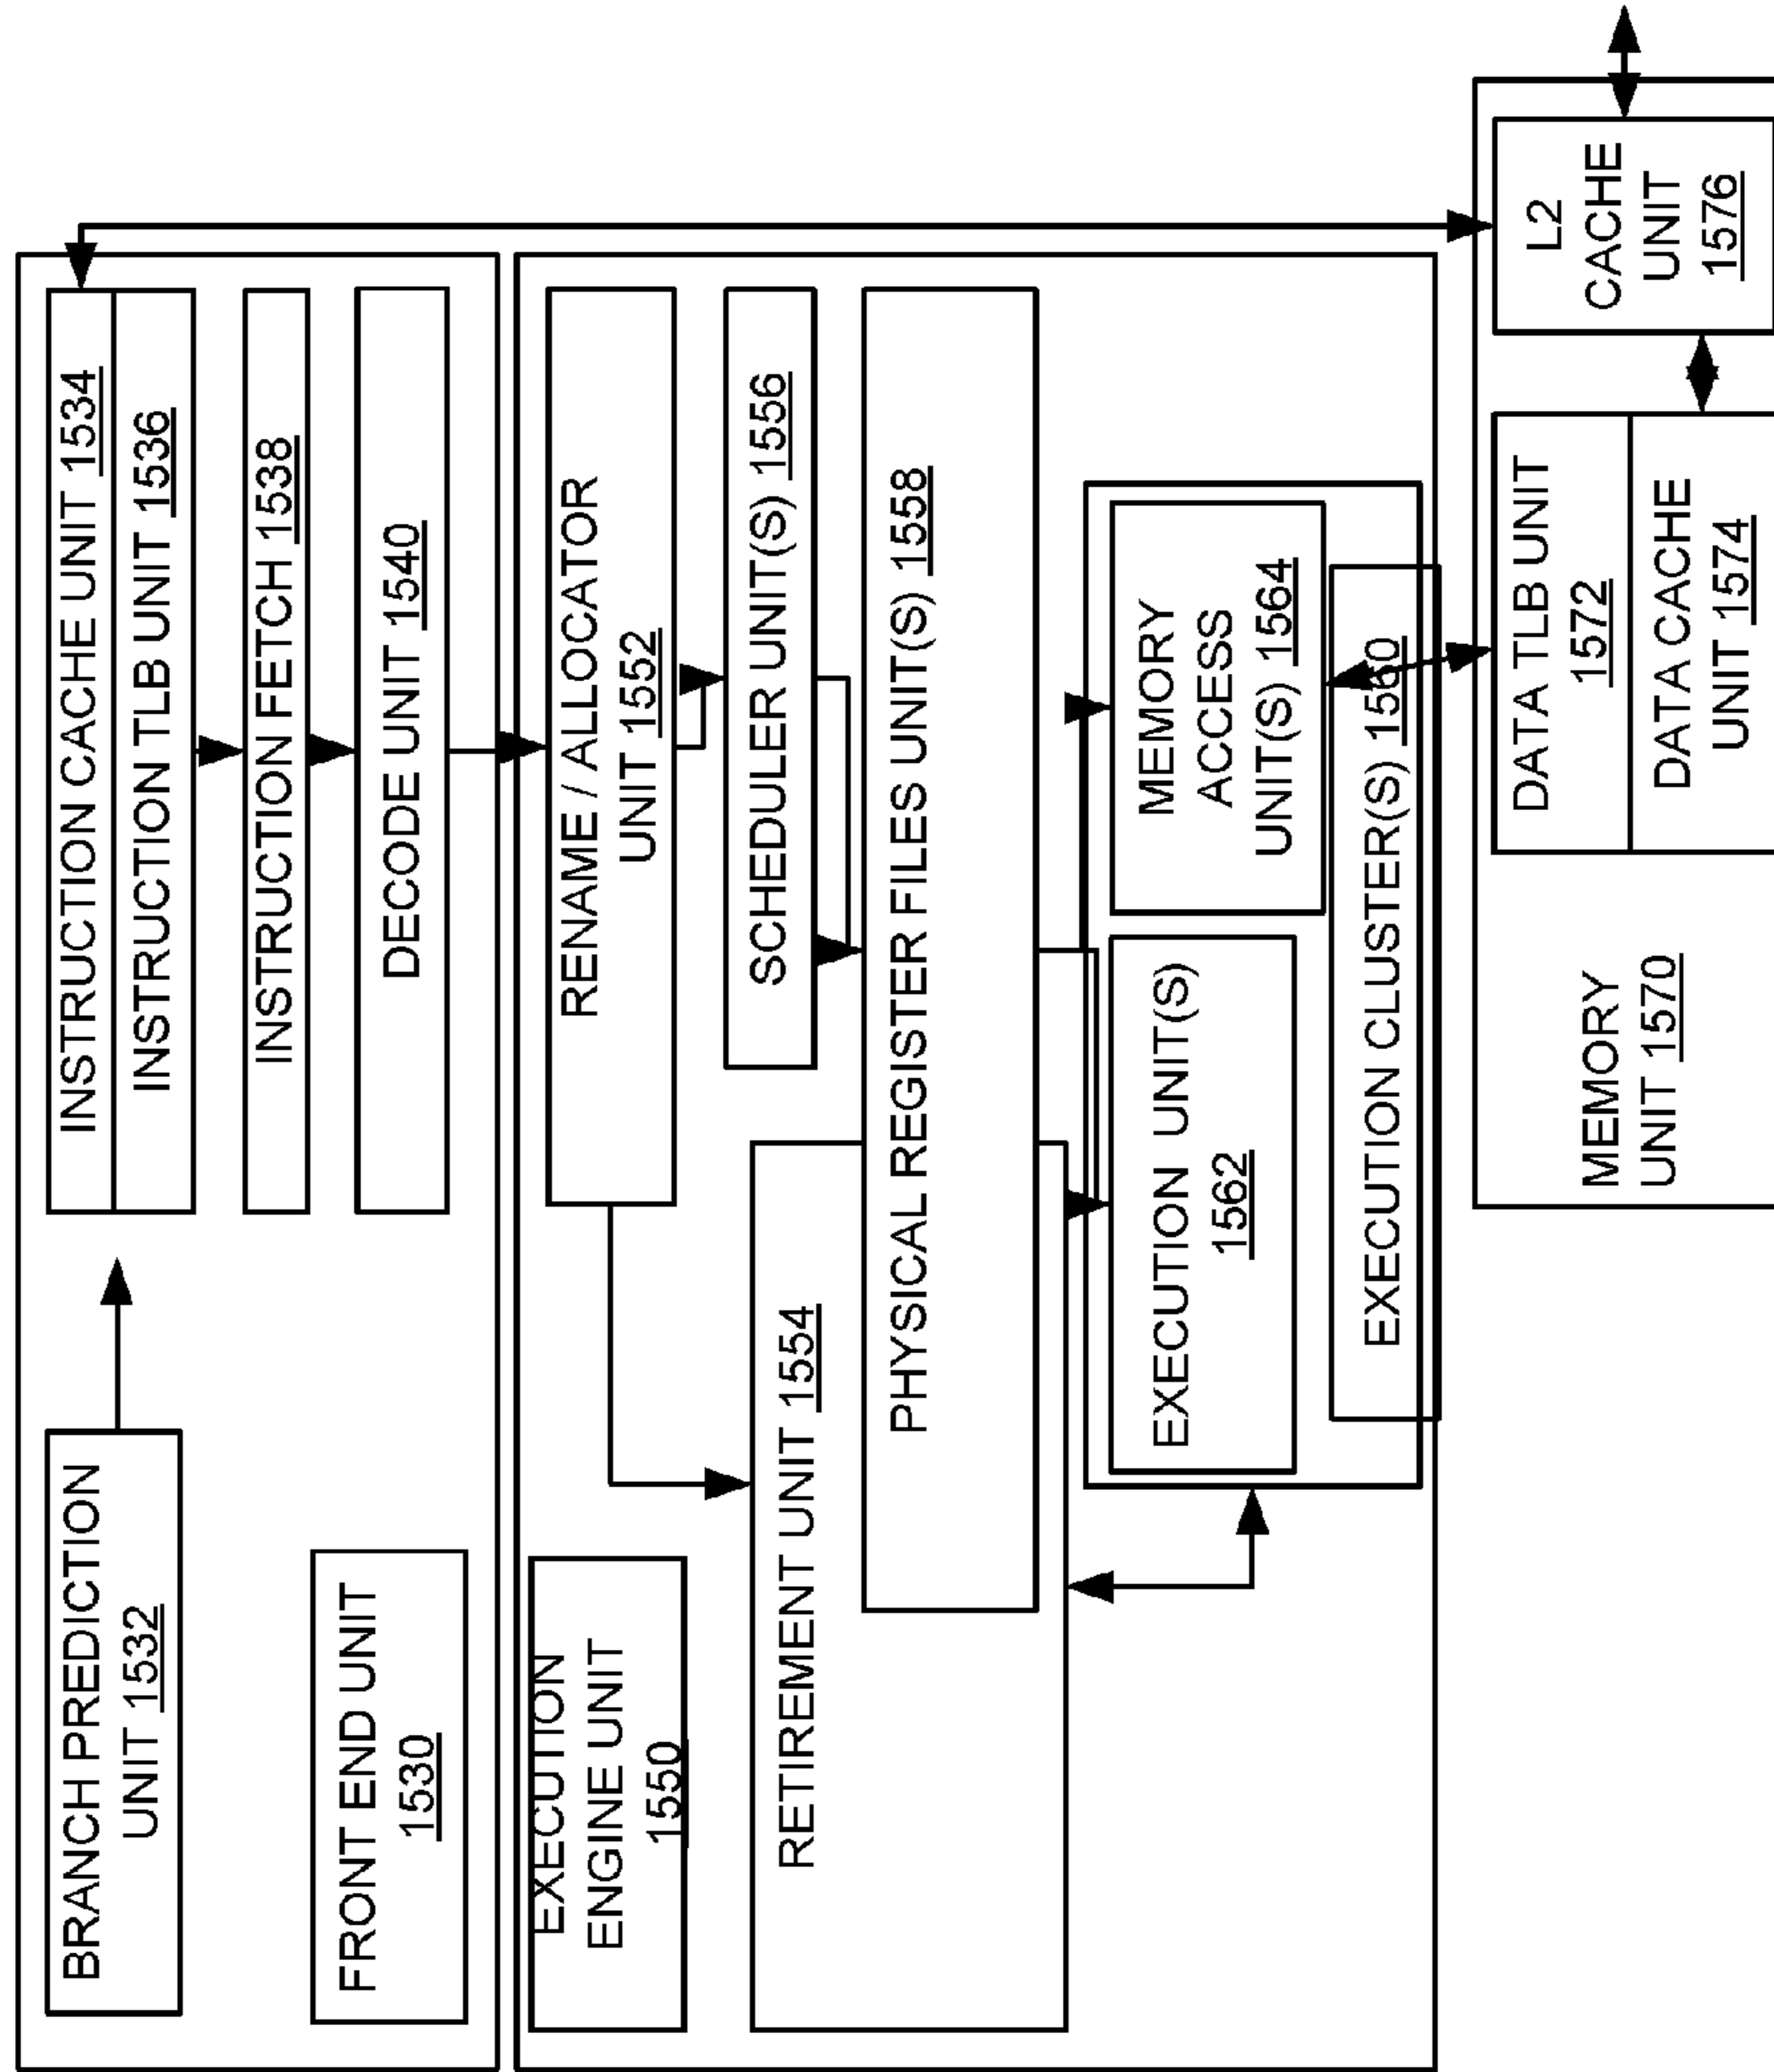 BRANCH PREDICTION
UNIT 1532
INSTRUCTION CACHE UNIT 1534
INSTRUCTION TLB UNIT 1536
INSTRUCTION FETCH 1538
FRONT END UNIT
1530
DECODE UNIT 1540
EXECUTION
ENGINE UNIT
1550
RENAME / ALLOCATOR
UNIT 1552
RETIREMENT UNIT 1554
SCHEDULER UNIT(S) 1556
PHYSICAL REGISTER FILES UNIT(S) 1558
EXECUTION UNIT(S)
1562
MEMORY
ACCESS
UNIT(S) 1564
EXECUTION CLUSTER(S) 1560
MEMORY
UNIT 1570
DATA TLB UNIT
1572
DATA CACHE
UNIT 1574
L2
CACHE
UNIT
1576